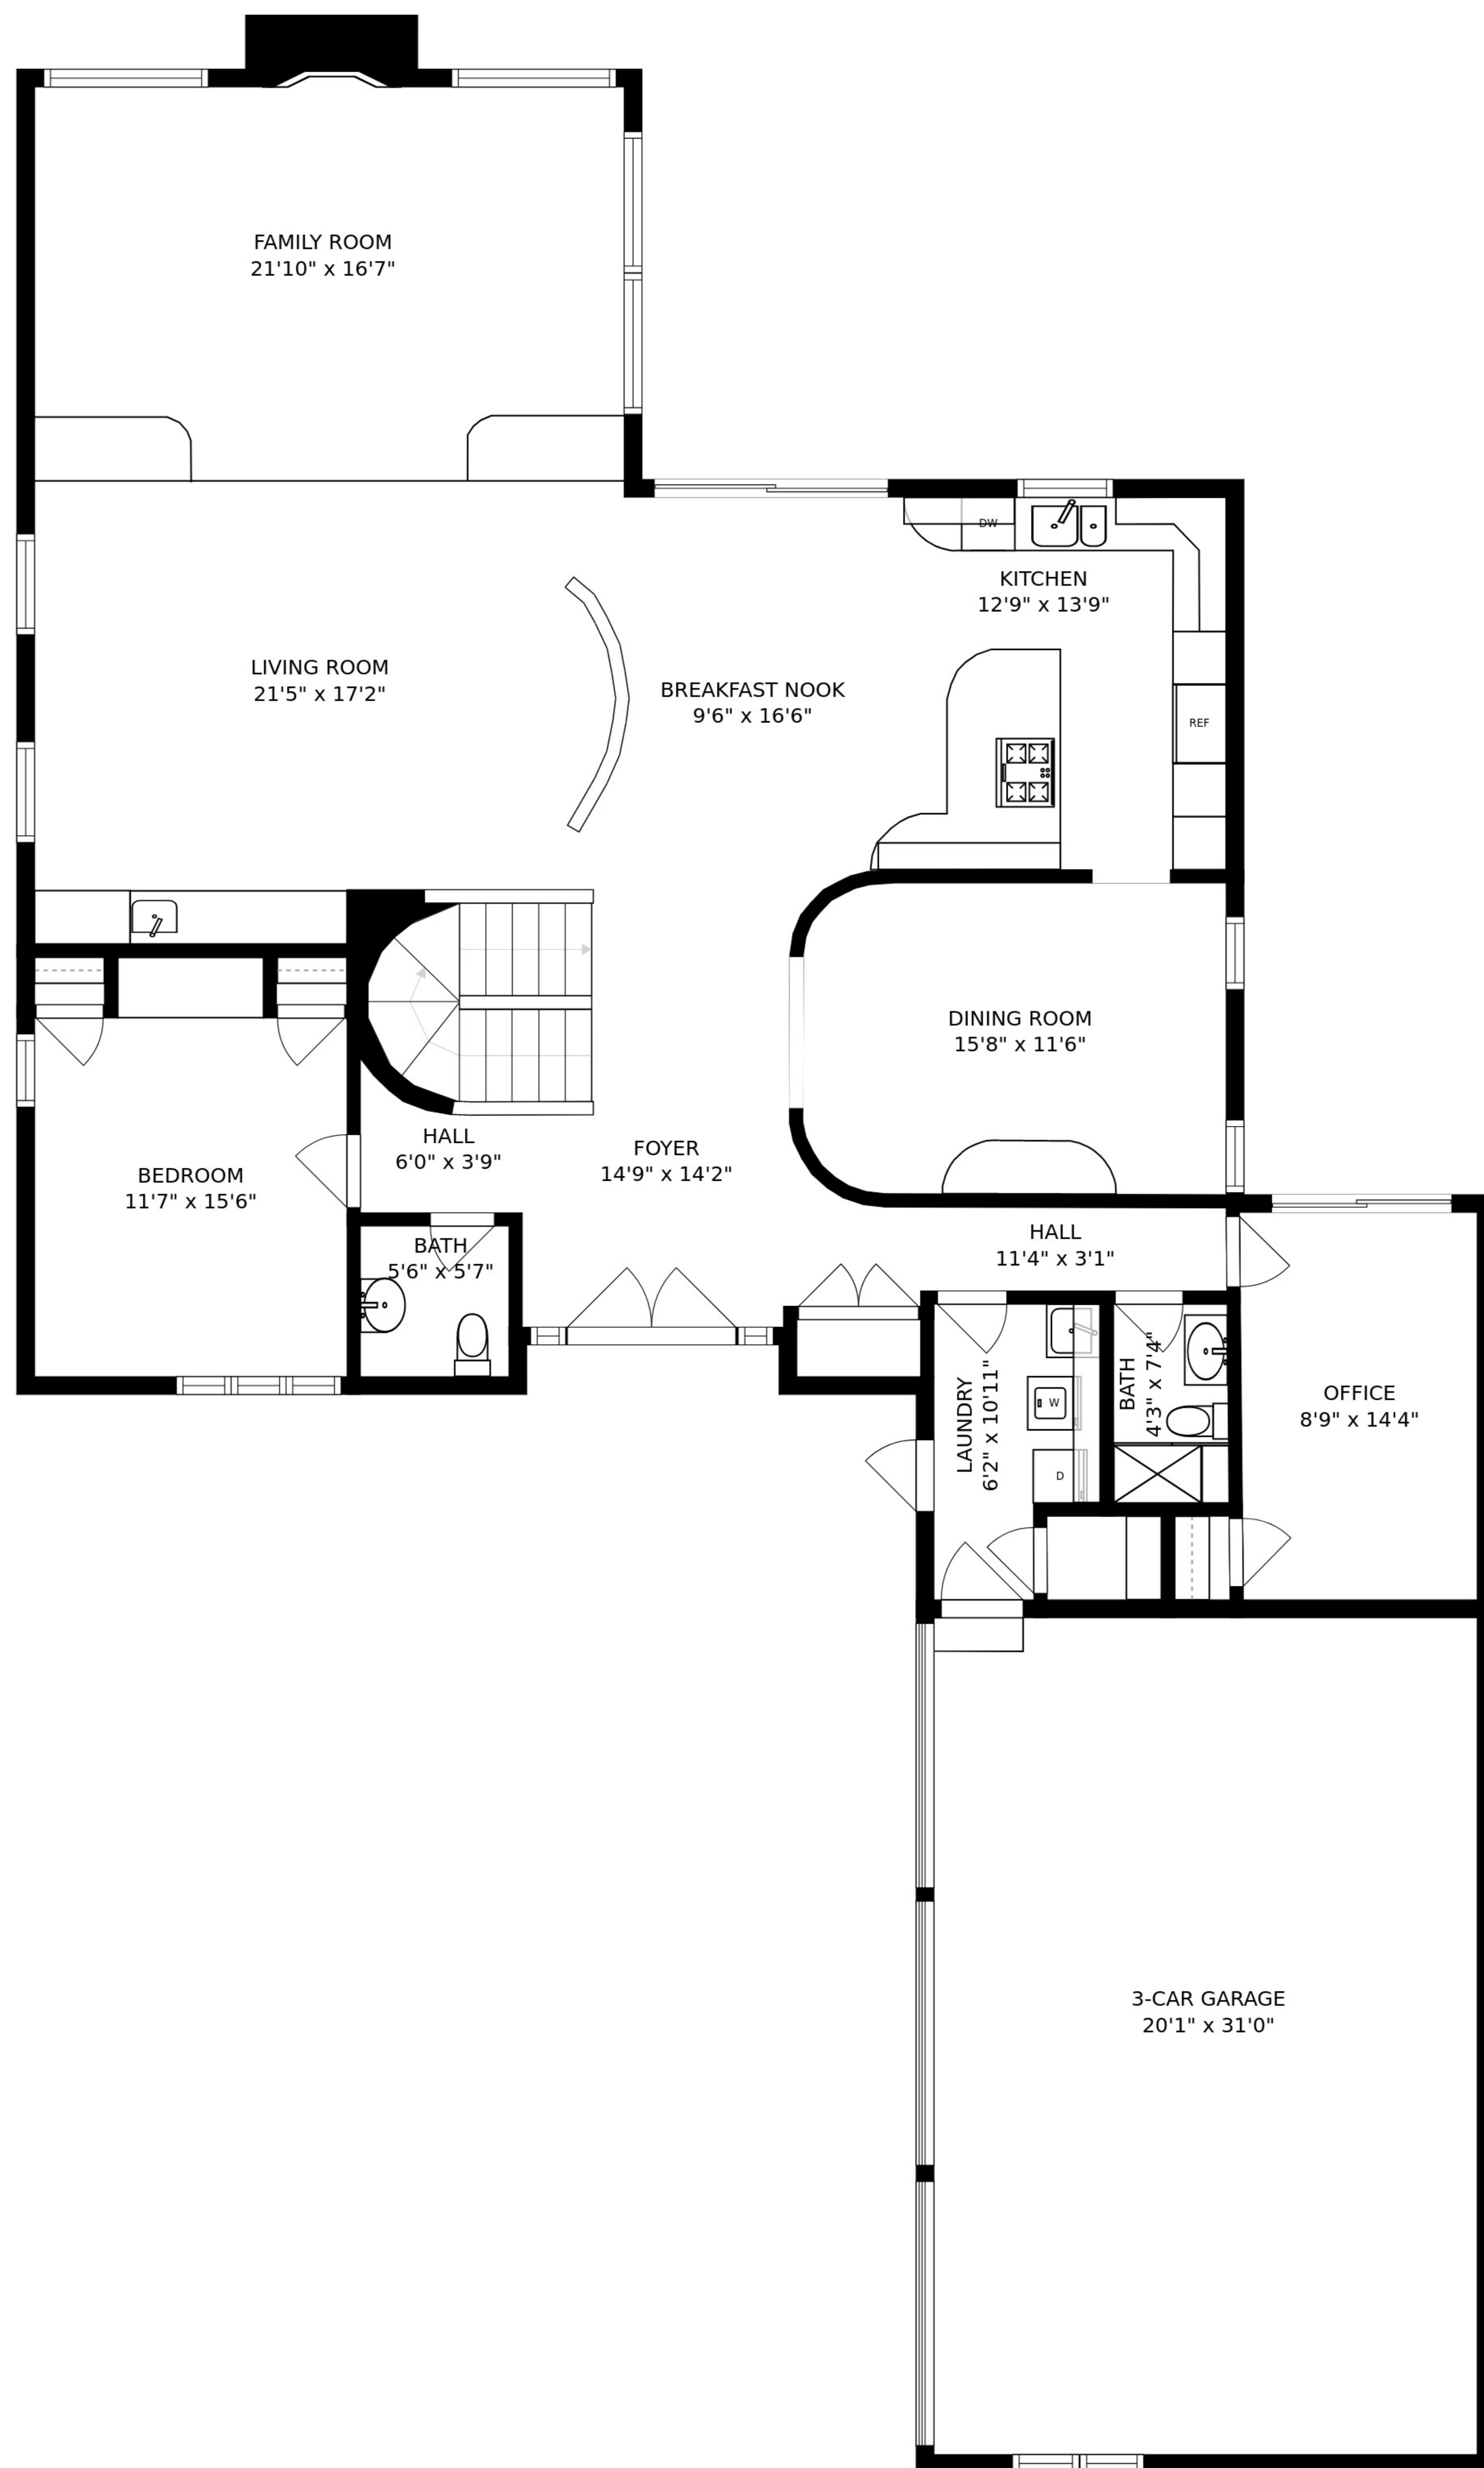 FAMILY ROOM
21'10" x 16'7"
DW
KITCHEN
12'9" x 13'9"
LIVING ROOM
21'5" x 17'2"
BREAKFAST NOOK
9'6" x 16'6"
REF
DINING ROOM
15'8" x 11'6"
HALL
6'0" x 3'9"
FOYER
14'9" x 14'2"
BEDROOM
11'7" x 15'6"
BATH
5'6" x 5'7"
HALL
11'4" x 3'1"
LAUNDRY
6'2" x 10'11"
W
D
BATH
4'3" x 7'4"
OFFICE
8'9" x 14'4"
3-CAR GARAGE
20'1" x 31'0"